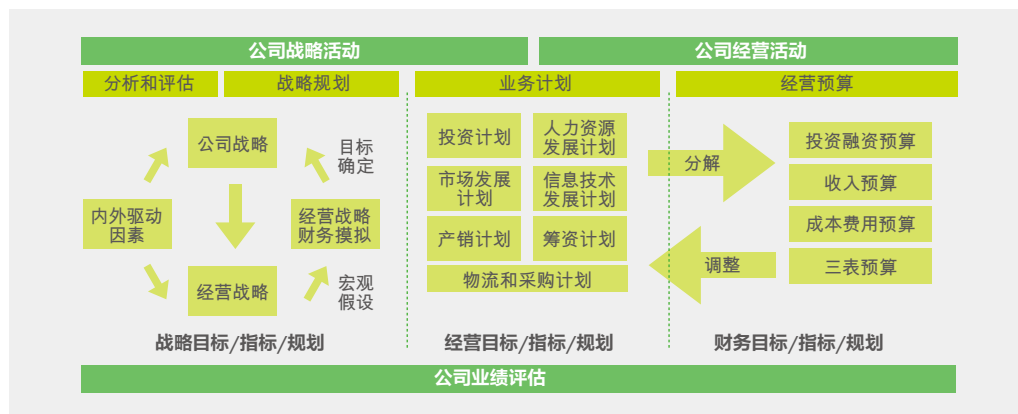 公司战略活动
公司经营活动
分析和评估
战略规划
业务计划
经营预算
公司战略
目标
确定
内外驱动
因素
经营战略
财务摸拟
经营战略
宏观
假设
投资计划
人力资源
发展计划
市场发展
计划
信息技术
发展计划
产销计划
筹资计划
物流和采购计划
分解
调整
投资融资预算
收入预算
成本费用预算
三表预算
战略目标/指标/规划
经营目标/指标/规划
财务目标/指标/规划
公司业绩评估